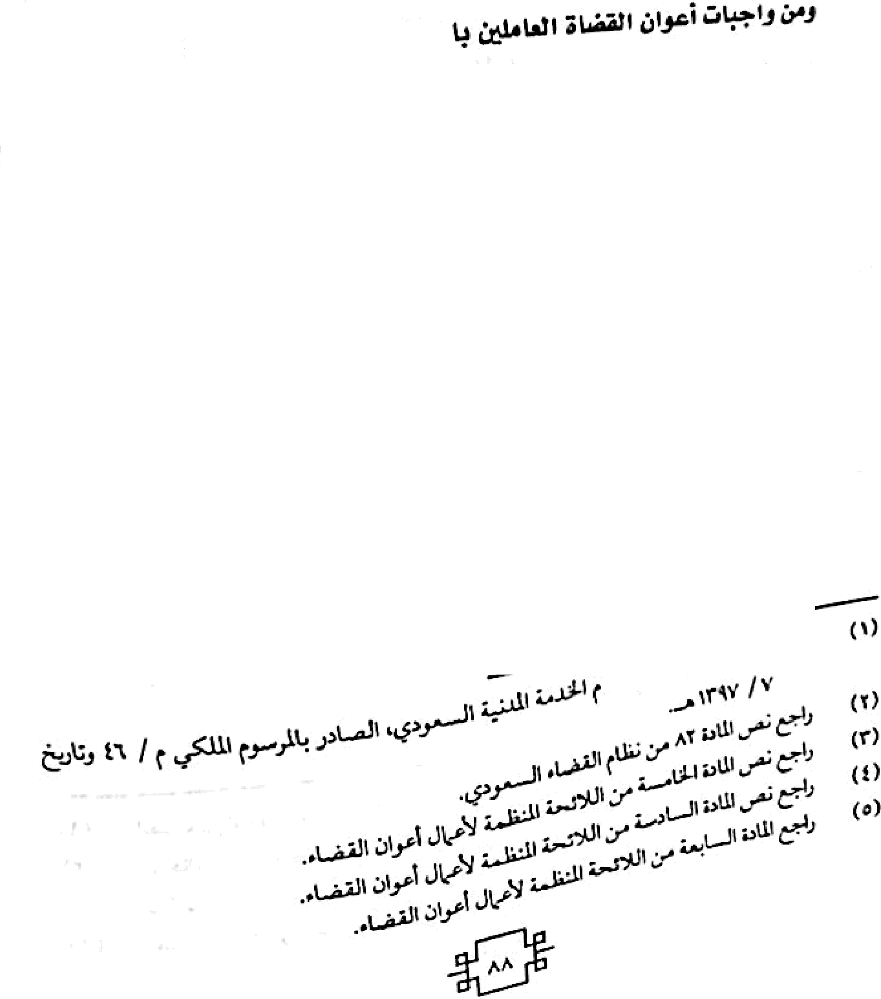 ومن واجبات أعوان القضاة العاملين با
(١)
م الخدمة المدنية السعودي، الصادر بالمرسوم الملكي م / ٤٦ وتاريخ
٧ / ١٣٩٧ هـ.
(٢) راجع نص المادة ٨٢ من نظام القضاء السعودي.
(٣) راجع نص المادة الخامسة من اللائحة المنظمة لأعمال أعوان القضاء.
(٤) راجع نص المادة السادسة من اللائحة المنظمة لأعمال أعوان القضاء.
(٥) راجع المادة السابعة من اللائحة المنظمة لأعمال أعوان القضاء.
٨٨